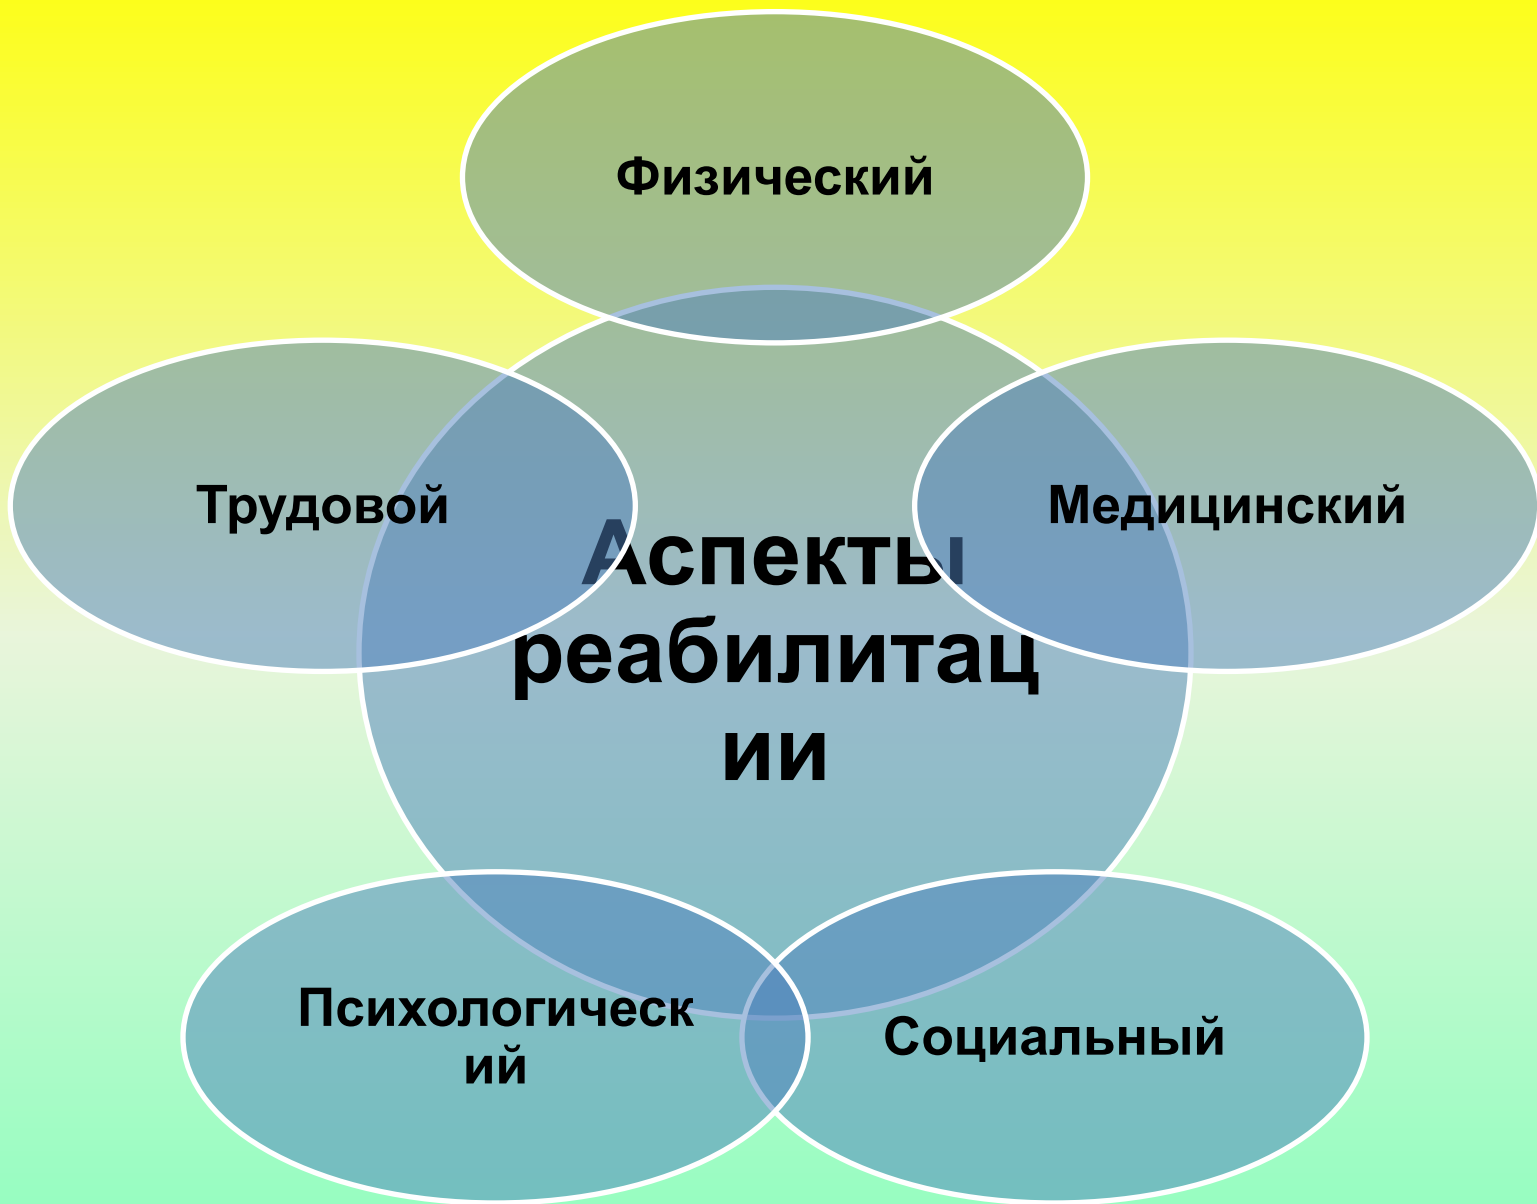 Физический
Трудовой
Медицинский
Аспекты
реабилитац
ии
Психологическ
ий
Социальный